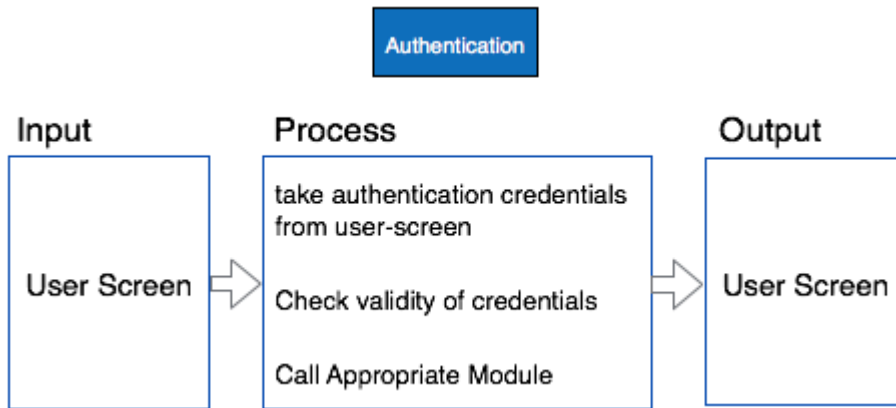 Authentication
Input
Process
Output
User Screen
take authentication credentials
from user-screen
Check validity of credentials
Call Appropriate Module
User Screen